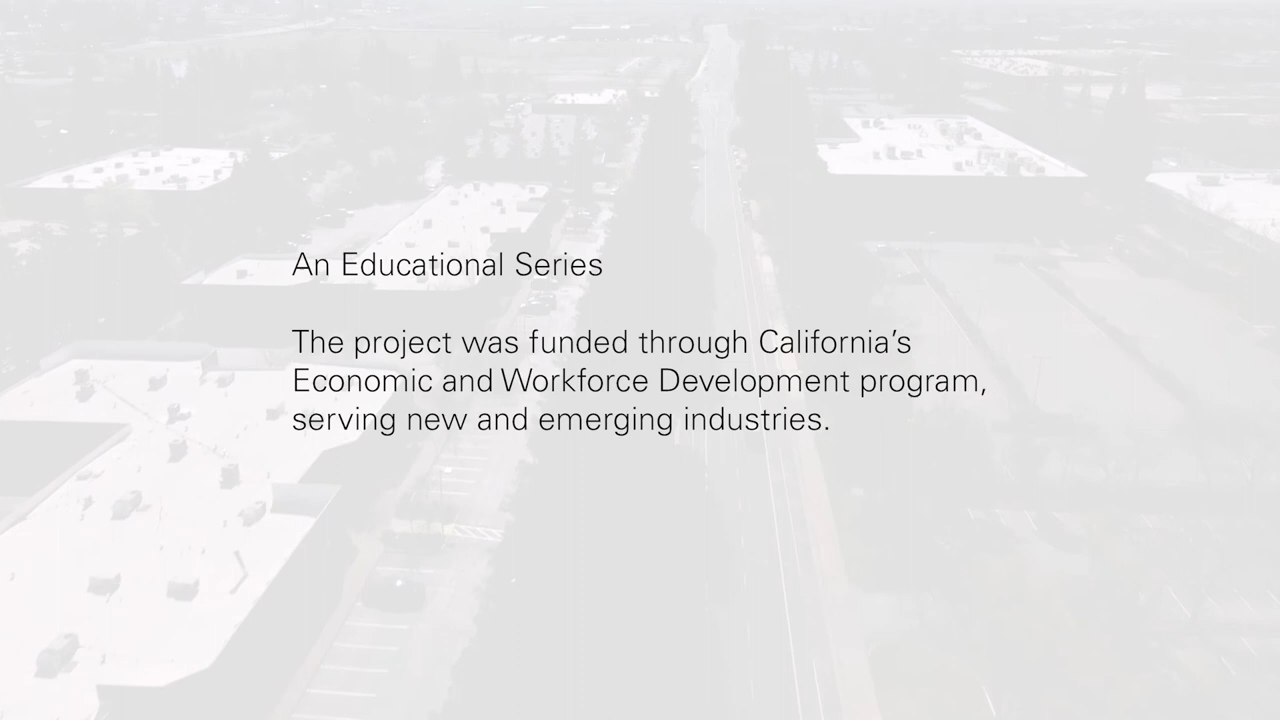 An Educational Series
The project was funded through California’s
Economic and Workforce Development program,
serving new and emerging industries.